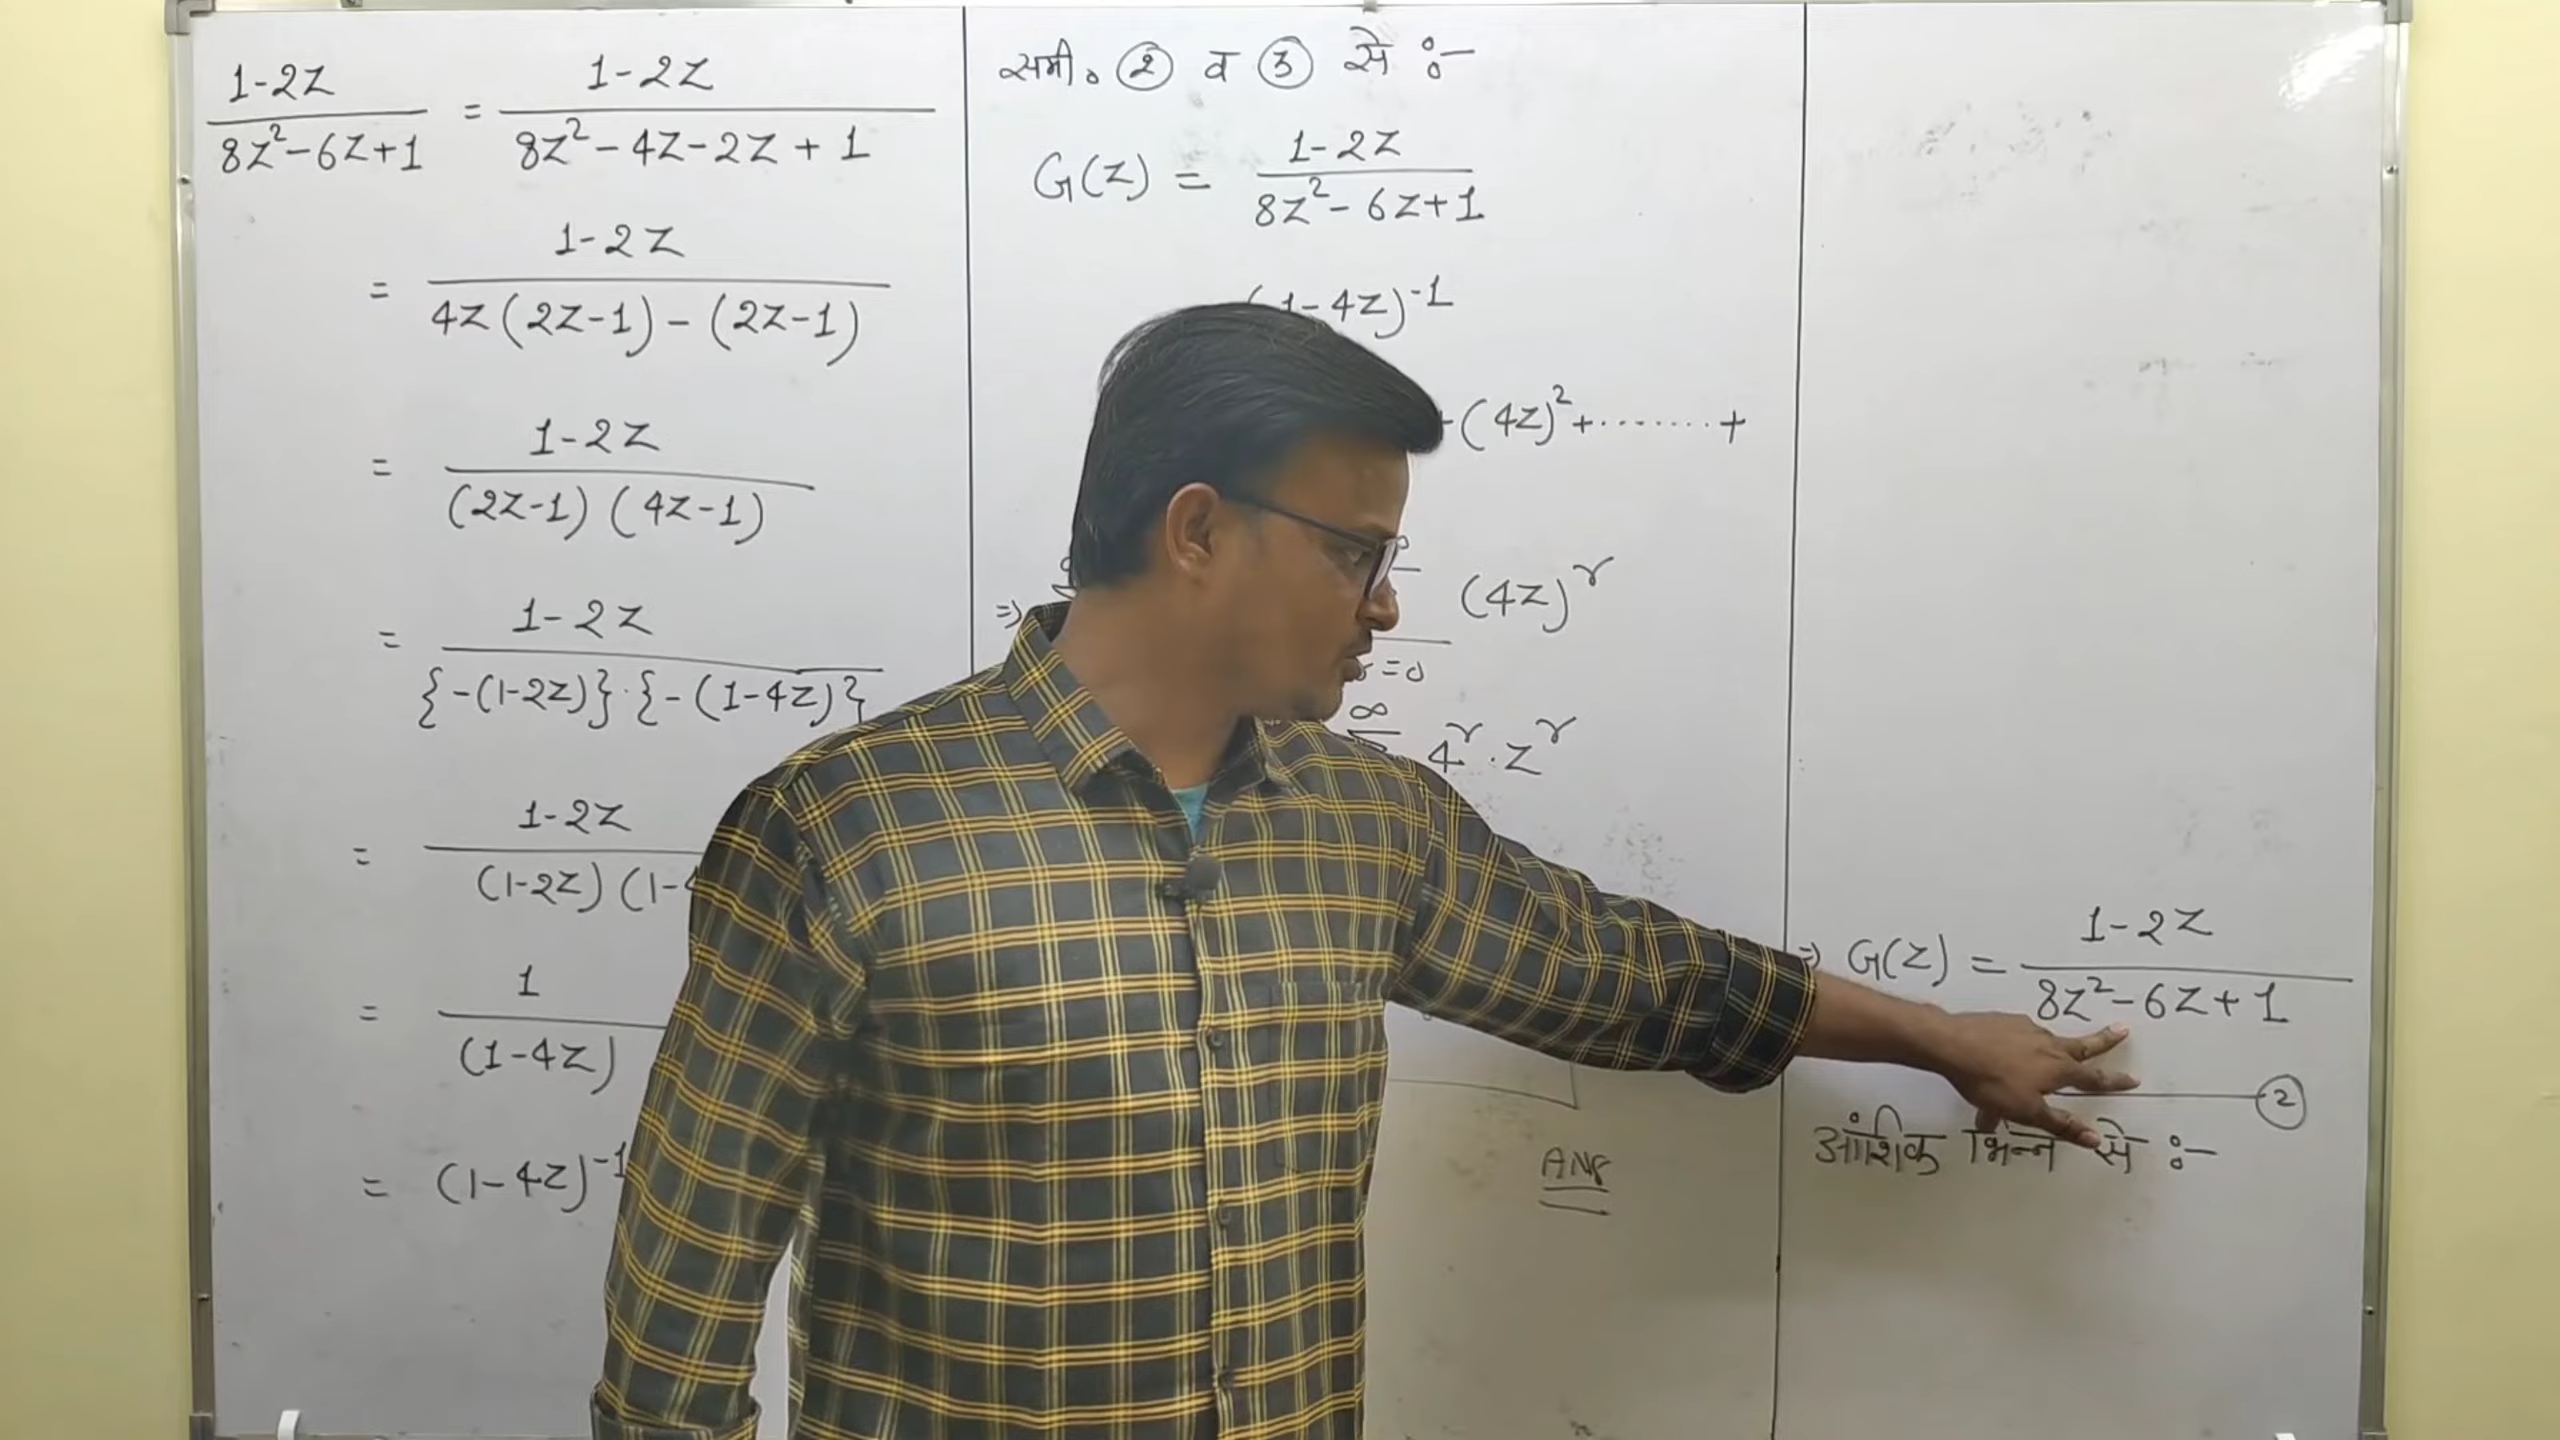 1-2Z / 8Z²-6Z+1 = 1-2Z / 8Z²-4Z-2Z+1
= 1-2Z / 4Z(2Z-1)-(2Z-1)
= 1-2Z / (2Z-1)(4Z-1)
= 1-2Z / {-(1-2Z)}·{-(1-4Z)}
= 1-2Z / (1-2Z)(1-
= 1 / (1-4Z)
= (1-4Z)⁻¹
समी. ② व ③ से :-
G(Z) = 1-2Z / 8Z²-6Z+1
(1-4Z)⁻¹
+(4Z)²+........+
⇒ (4Z)^r
r=0
∞
Σ 4^r · Z^r
Ans
⇒ G(Z) = 1-2Z / 8Z²-6Z+1
②
आंशिक भिन्न से :-